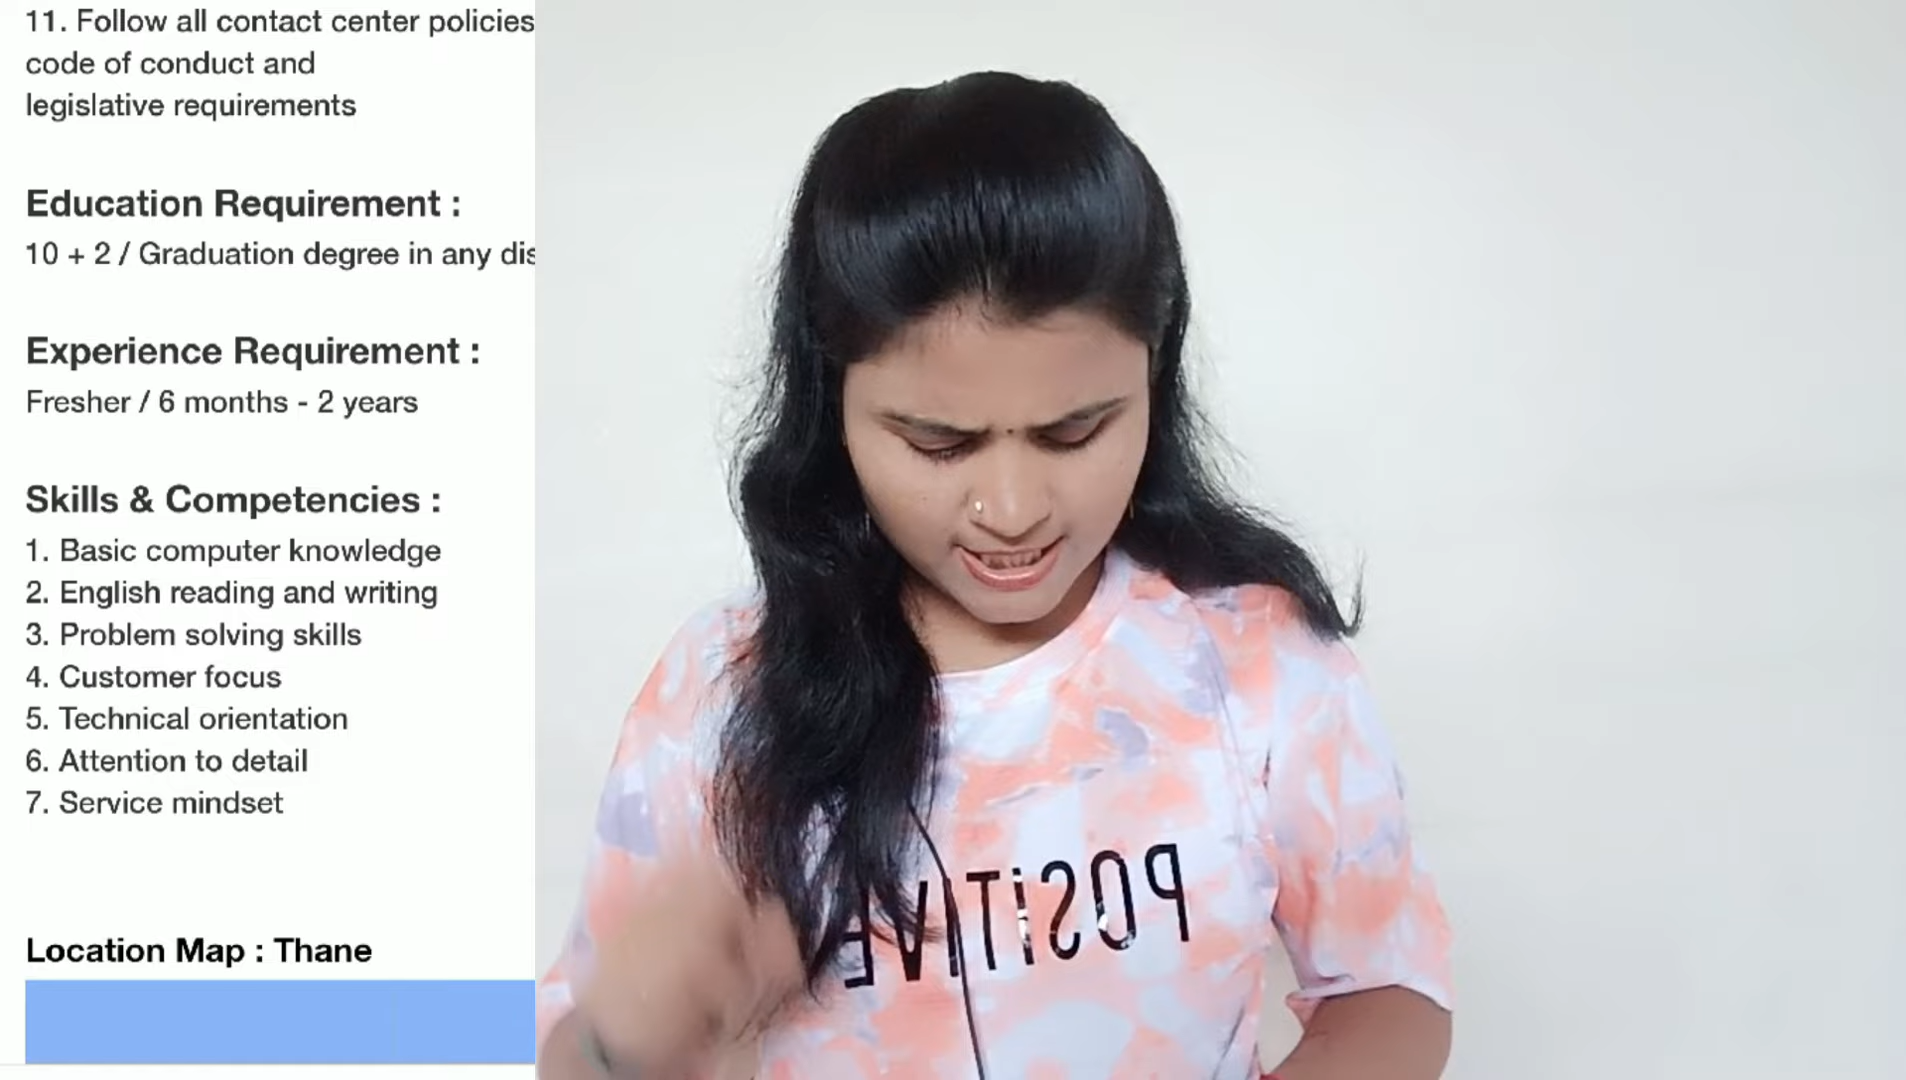 11. Follow all contact center policies
code of conduct and
legislative requirements
Education Requirement :
10 + 2 / Graduation degree in any
Experience Requirement :
Fresher / 6 months - 2 years
Skills & Competencies :
1. Basic computer knowledge
2. English reading and writing
3. Problem solving skills
4. Customer focus
5. Technical orientation
6. Attention to detail
7. Service mindset
Location Map : Thane
POSITIVE